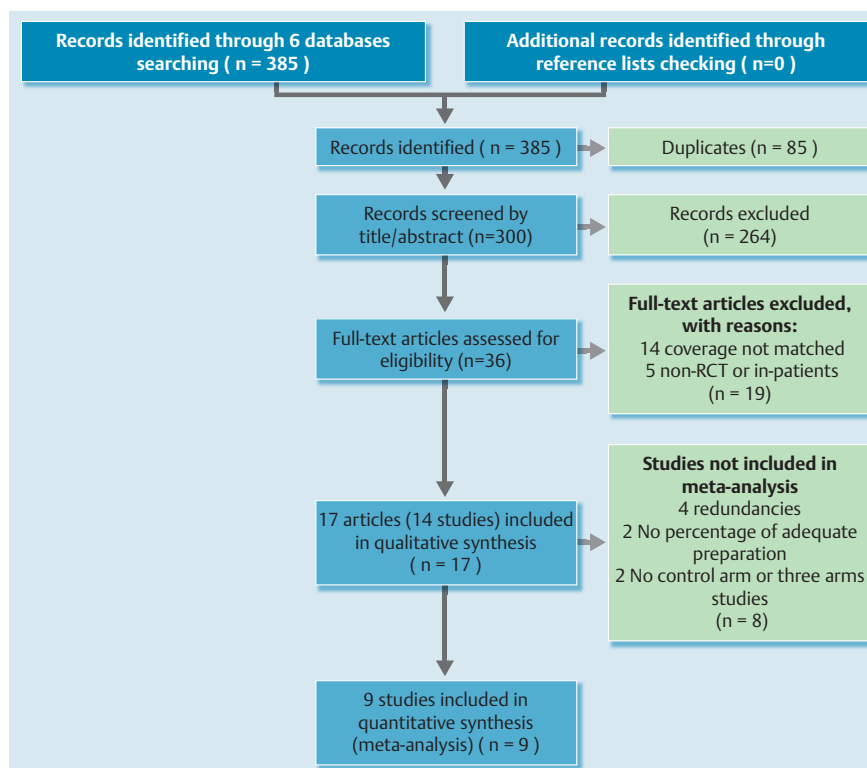 Records identified through 6 databases
searching ( n = 385 )
Additional records identified through
reference lists checking ( n=0 )
Records identified ( n = 385 )
Duplicates (n = 85 )
Records screened by
title/abstract (n=300)
Records excluded
(n = 264)
Full-text articles assessed for
eligibility (n=36)
Full-text articles excluded,
with reasons:
14 coverage not matched
5 non-RCT or in-patients
(n = 19)
17 articles (14 studies) included
in qualitative synthesis
( n = 17 )
Studies not included in
meta-analysis
4 redundancies
2 No percentage of adequate
preparation
2 No control arm or three arms
studies
(n = 8)
9 studies included in
quantitative synthesis
(meta-analysis) ( n = 9 )